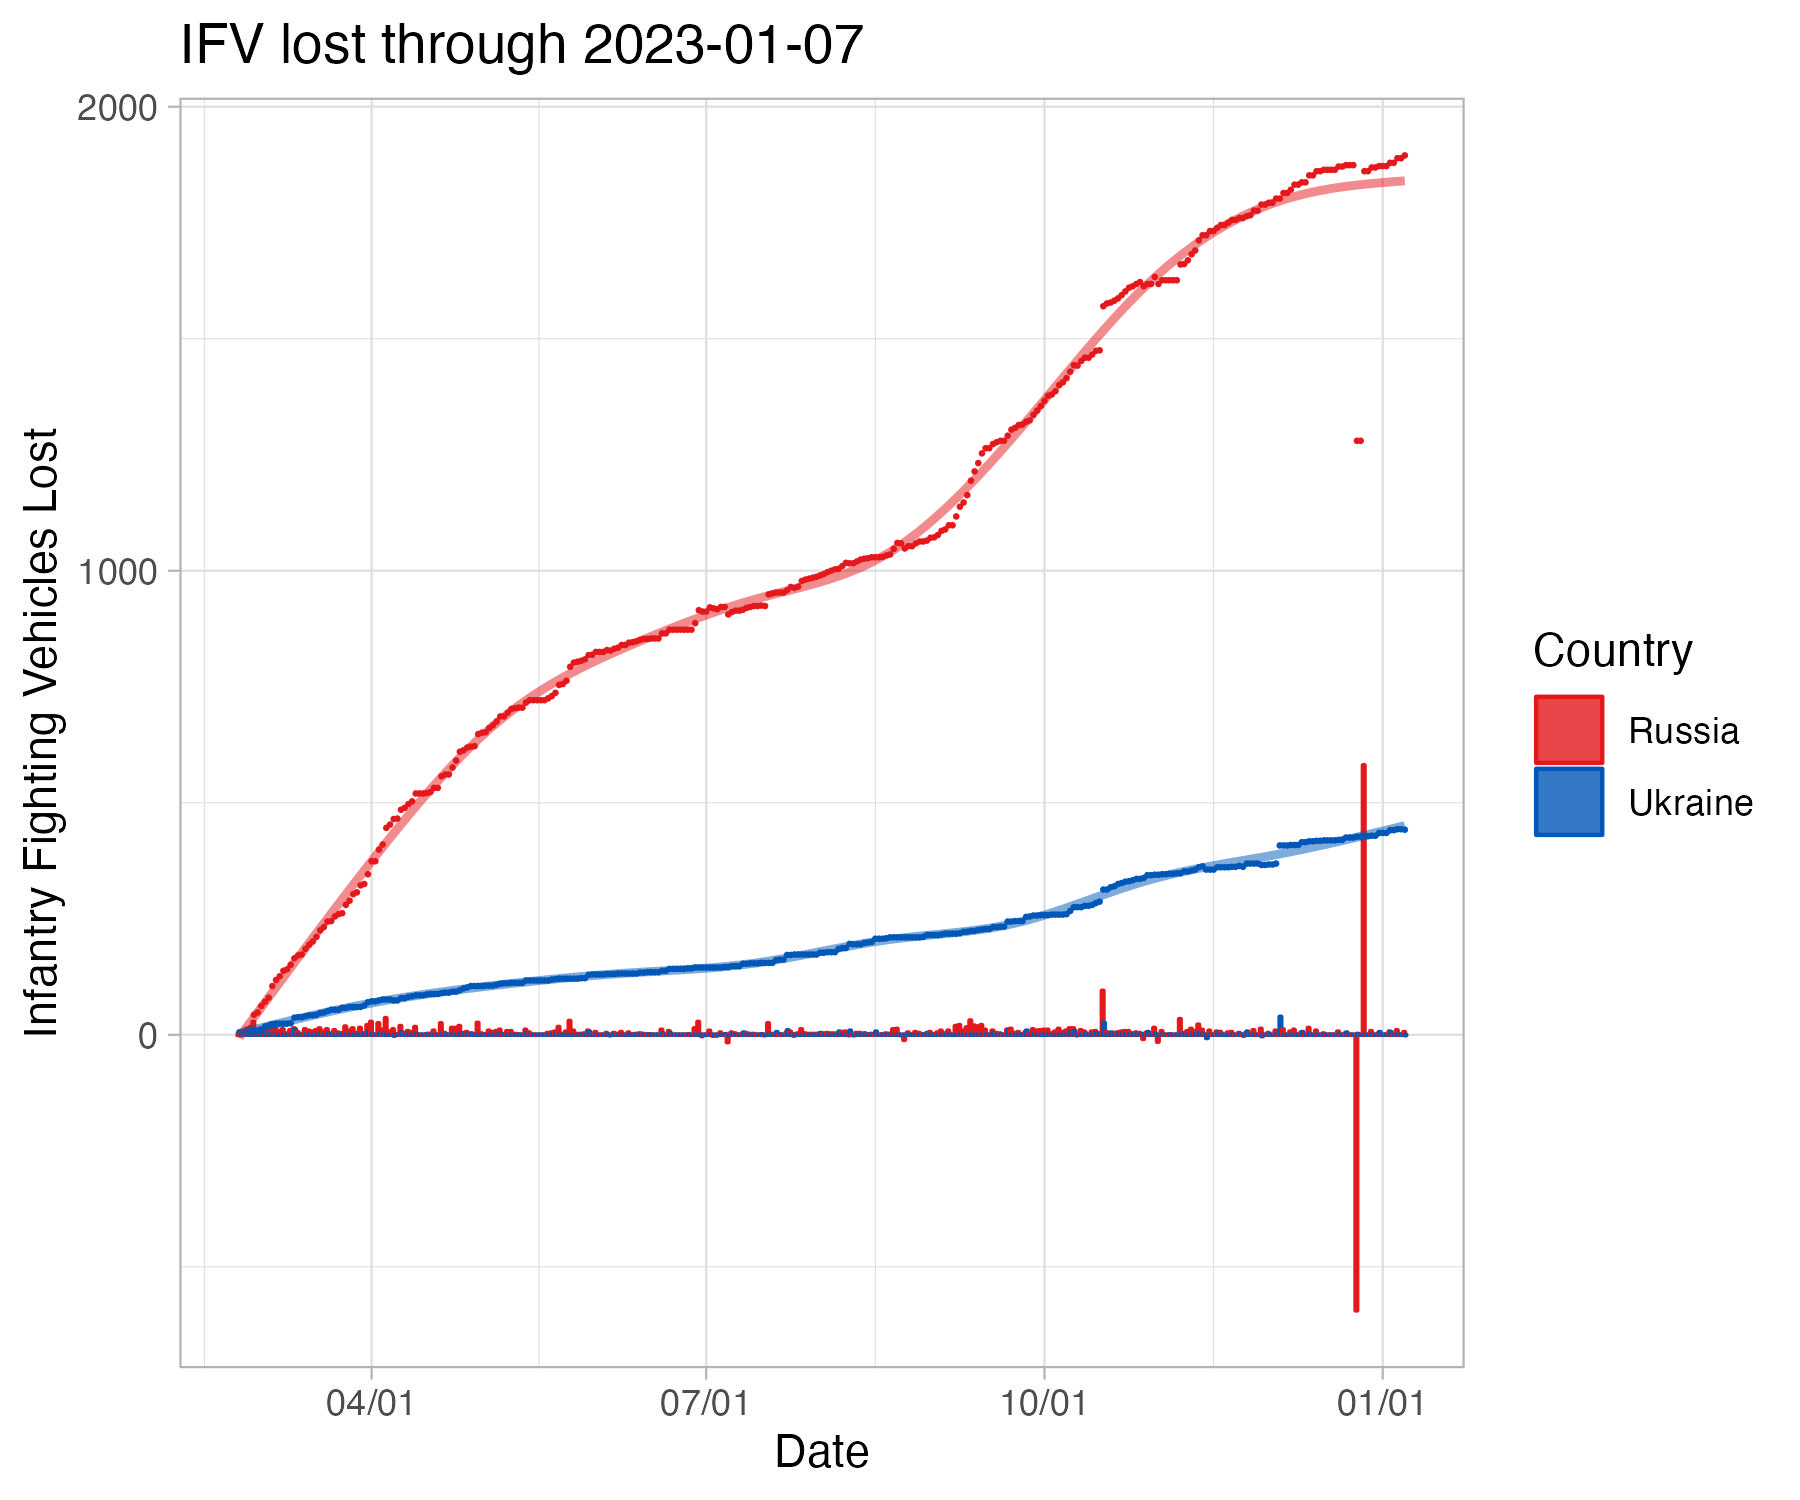 IFV lost through 2023-01-07
2000
1000
0
Infantry Fighting Vehicles Lost
04/01
07/01
10/01
01/01
Date
Country
Russia
Ukraine